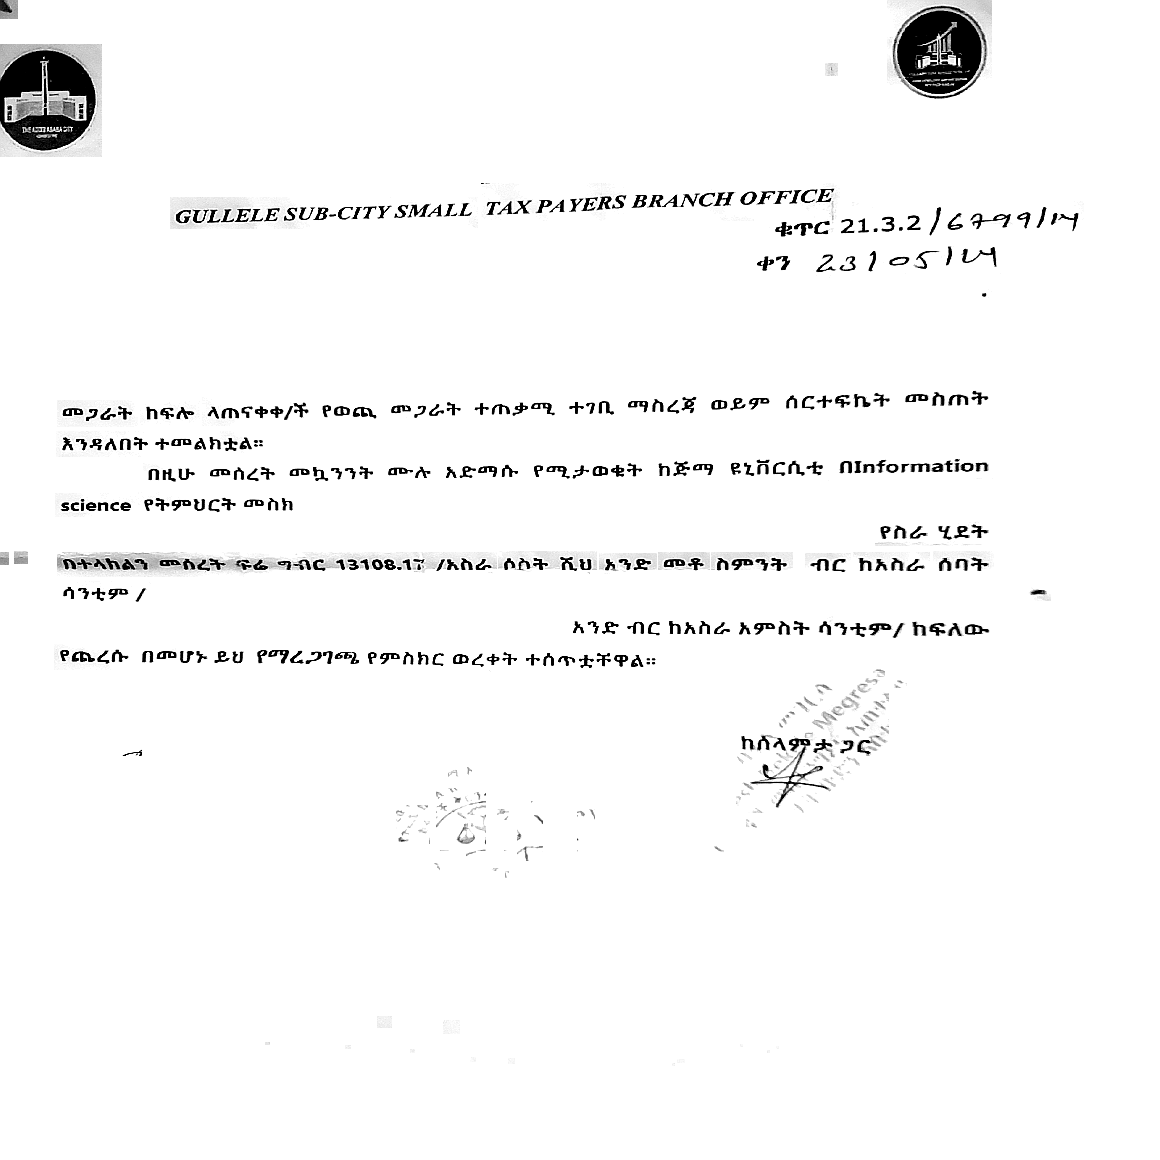 THE ADDIS ABABA CITY
GULLELE SUB-CITY SMALL TAX PAYERS BRANCH OFFICE
ቁጥር 21.3.2/6799/14
ቀን 23/05/14
መጋራት ከፍሎ ላጠናቀቀ/ች የወጪ መጋራት ተጠቃሚ ተገቢ ማስረጃ ወይም ሰርተፍኬት መስጠት
እንዳለበት ተመልክቷል።
በዚሁ መሰረት መኳንንት ሙሉ አድማሱ የሚታወቁት ከጅማ ዩኒቨርሲቲ በInformation
science የትምህርት መስክ
የስራ ሂደት
በተላከልን መሰረት ፍሬ ግብር 13108.17 /አስራ ሶስት ሺህ አንድ መቶ ስምንት ብር ከአስራ ሰባት
ሳንቲም /
አንድ ብር ከአስራ አምስት ሳንቲም/ ከፍለው
የጨረሱ በመሆኑ ይህ የማረጋገጫ የምስክር ወረቀት ተሰጥቷቸዋል።
ከሰላምታ ጋር
Megresa